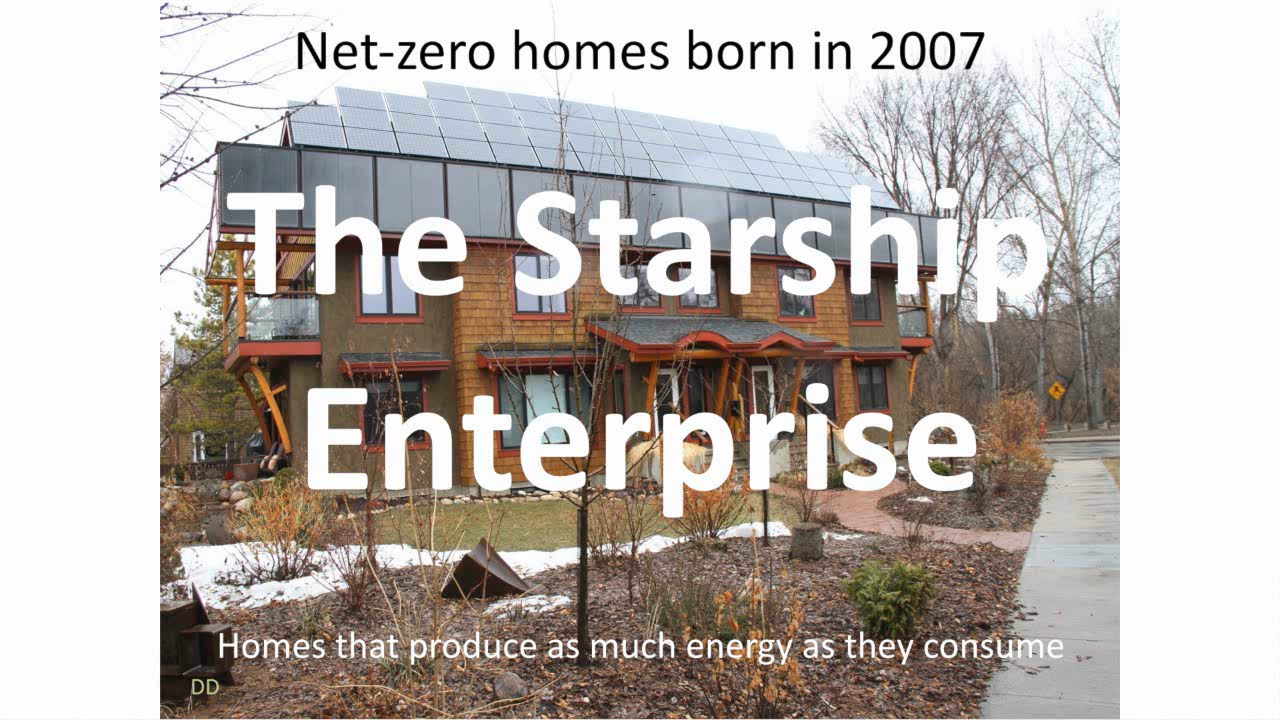 Net-zero homes born in 2007
The Starship
Enterprise
Homes that produce as much energy as they consume
DD